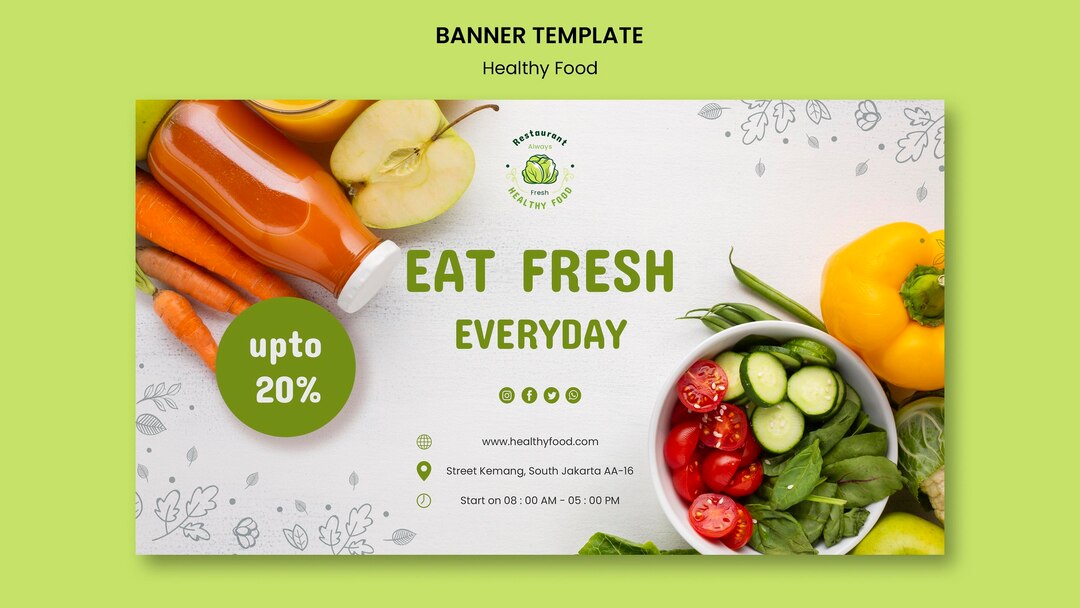 BANNER TEMPLATE
Healthy Food
Restaurant
Always
Fresh
HEALTHY FOOD
EAT FRESH
EVERYDAY
upto
20%
www.healthyfood.com
Street Kemang, South Jakarta AA-16
Start on 08 : 00 AM - 05 : 00 PM